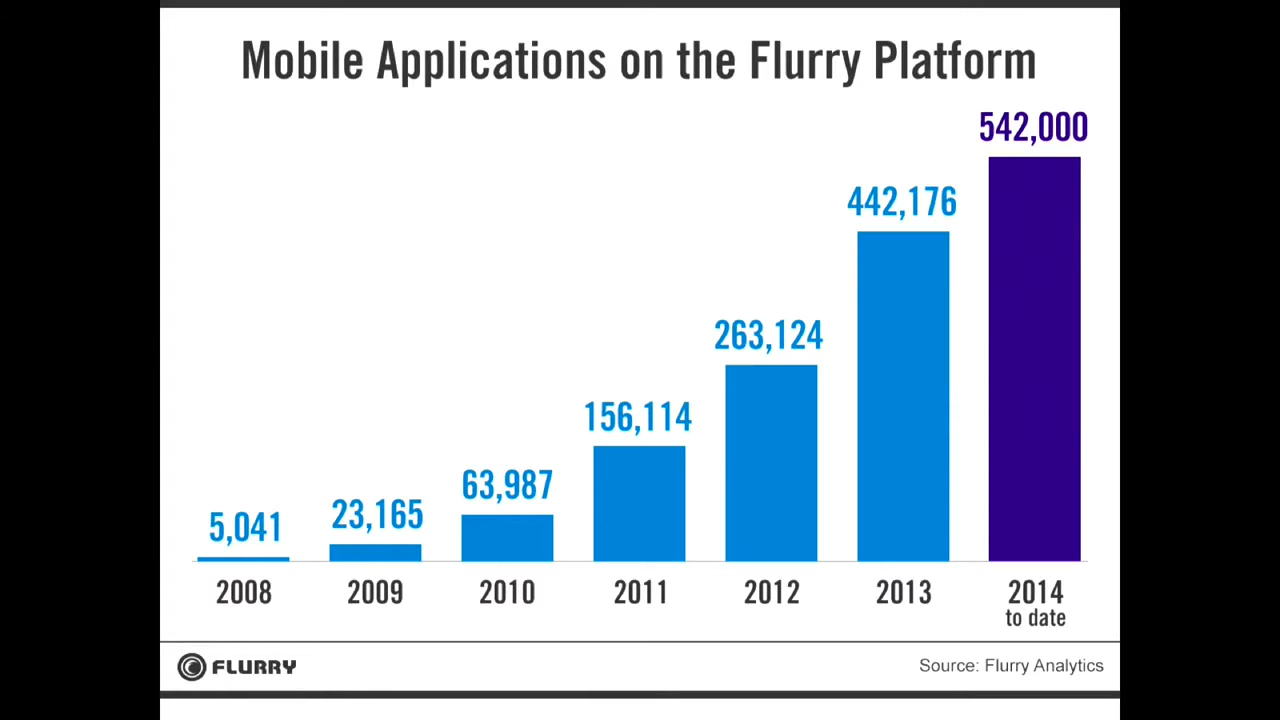 Mobile Applications on the Flurry Platform
542,000
442,176
263,124
156,114
63,987
23,165
5,041
2008 2009 2010 2011 2012 2013 2014
to date
FLURRY
Source: Flurry Analytics